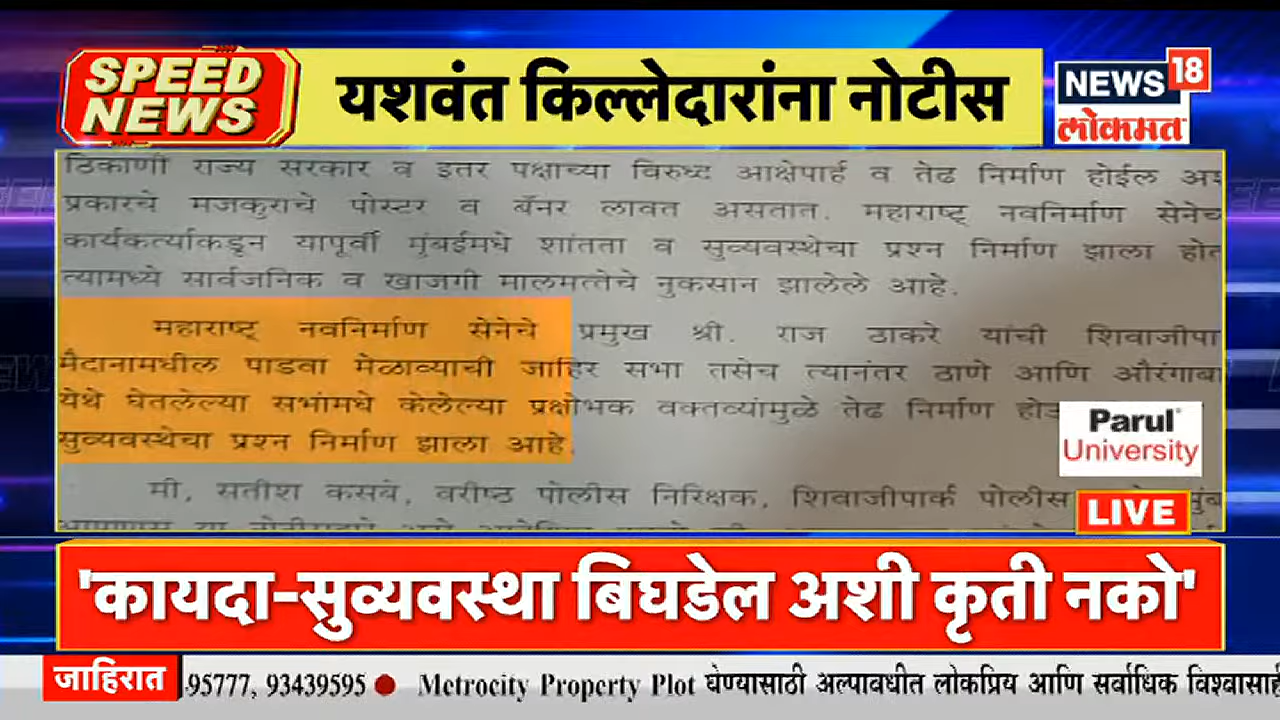 SPEED NEWS
यशवंत किल्लेदारांना नोटीस
NEWS 18
लोकमत
ठिकाणी राज्य सरकार व इतर पक्षाच्या विरुध्द आक्षेपार्ह व तेढ निर्माण होईल
प्रकारचे मजकुराचे पोस्टर व बॅनर लावत असतात. महाराष्ट्र नवनिर्माण
कार्यकर्त्याकडून यापूर्वी मुंबईमधे शांतता व सुव्यवस्थेचा प्रश्न निर्माण झाला
त्यामध्ये सार्वजनिक व खाजगी मालमत्तेचे नुकसान झालेले आहे.
महाराष्ट्र नवनिर्माण सेनेचे प्रमुख श्री. राज ठाकरे यांची
मैदानामधील पाडवा मेळाव्याची जाहिर सभा तसेच त्यानंतर ठाणे आणि
येथे घेतलेल्या सभांमधे केलेल्या प्रक्षोभक वक्तव्यांमुळे तेढ निर्माण
सुव्यवस्थेचा प्रश्न निर्माण झाला आहे.
मी, सतीश कसबे, वरीष्ठ पोलीस निरिक्षक, शिवाजीपार्क पोलीस
Parul University
LIVE
'कायदा-सुव्यवस्था बिघडेल अशी कृती नको'
जाहिरात
95777, 93439595 ● Metrocity Property Plot घेण्यासाठी अल्पावधीत लोकप्रिय आणि सर्वाधिक